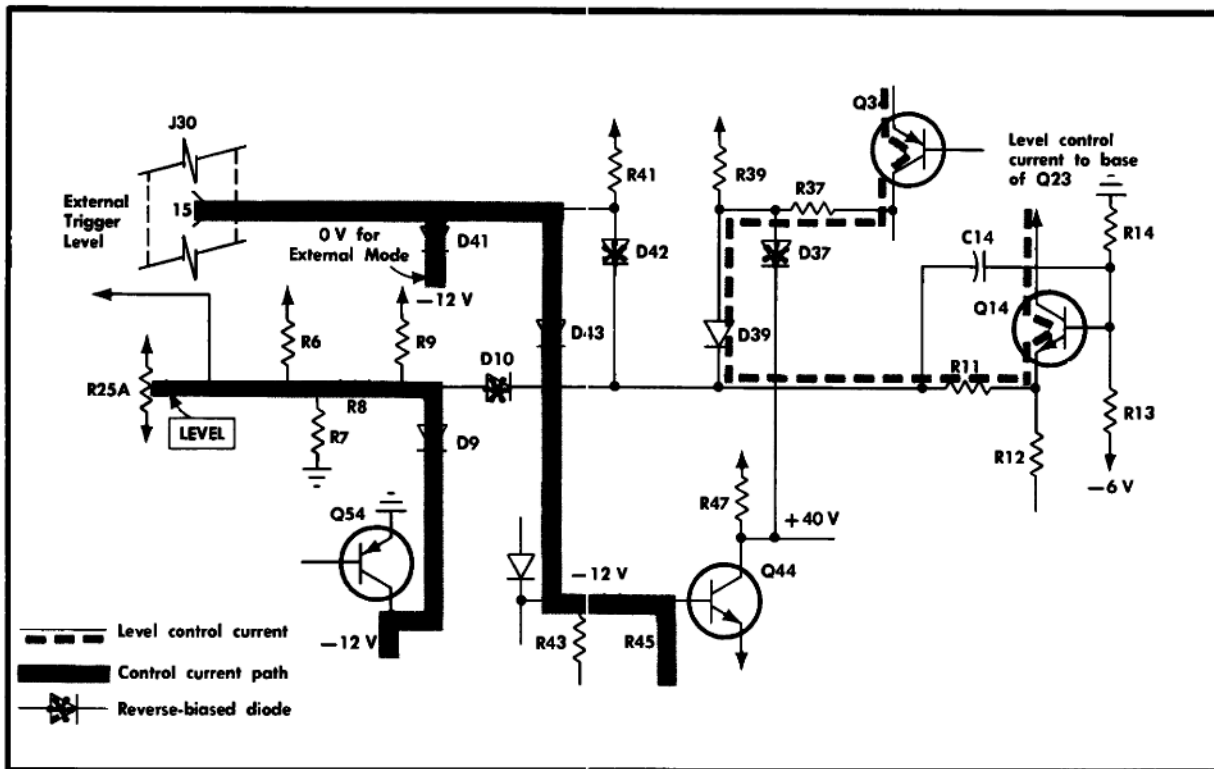 J30
Q34
Level control
current to base
of Q23
R41
R39
R37
External
Trigger
Level
15
0 V for
External Mode
D41
D42
D37
C14
R14
—12 V
Q14
R6
R9
D43
D39
R25A
D10
R11
R8
LEVEL
R7
D9
R13
R12
—6 V
R47
Q54
+40 V
Q44
—12 V
Level control current
—12 V
R43
R45
Control current path
Reverse-biased diode